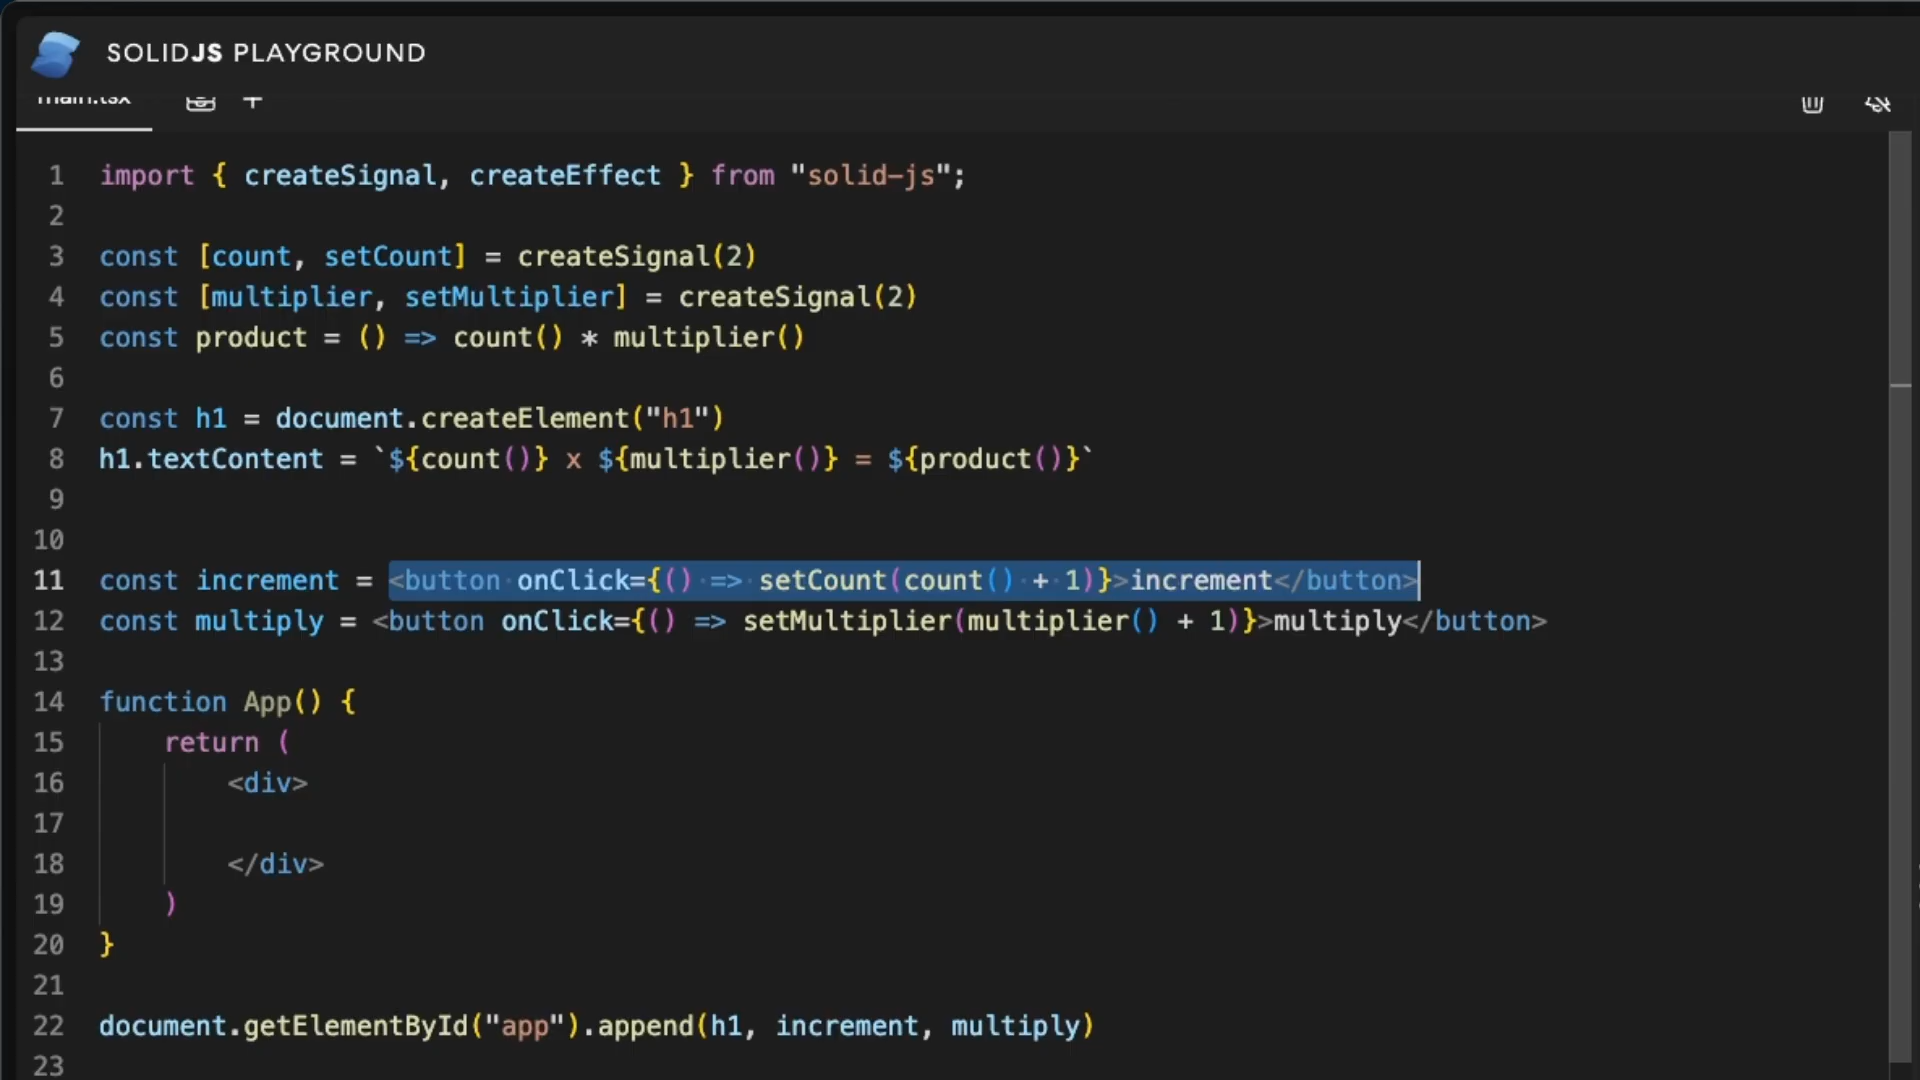 SOLIDJS PLAYGROUND
main.tsx +
1 import { createSignal, createEffect } from "solid-js";
2
3 const [count, setCount] = createSignal(2)
4 const [multiplier, setMultiplier] = createSignal(2)
5 const product = () => count() * multiplier()
6
7 const h1 = document.createElement("h1")
8 h1.textContent = `${count()} x ${multiplier()} = ${product()}`
9
10
11 const increment = <button onClick={() => setCount(count() + 1)}>increment</button>
12 const multiply = <button onClick={() => setMultiplier(multiplier() + 1)}>multiply</button>
13
14 function App() {
15 return (
16 <div>
17
18 </div>
19 )
20 }
21
22 document.getElementById("app").append(h1, increment, multiply)
23